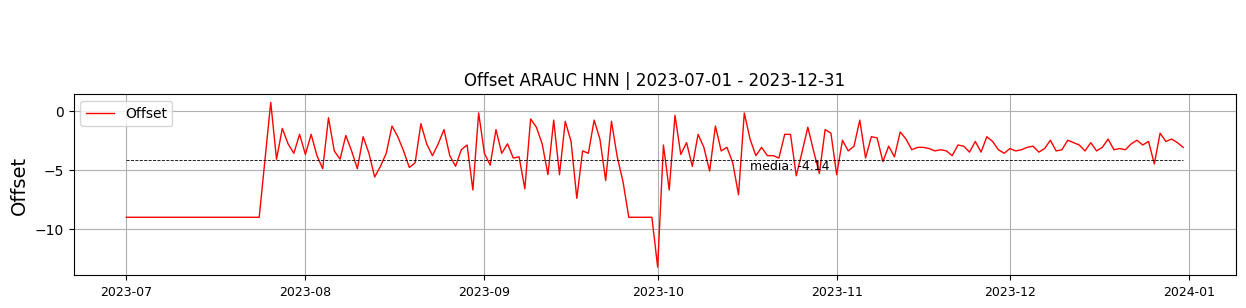 Offset ARAUC HNN | 2023-07-01 - 2023-12-31
Offset
Offset
0
−5
−10
media: -4.14
2023-07
2023-08
2023-09
2023-10
2023-11
2023-12
2024-01